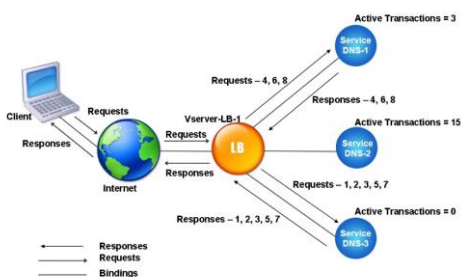 Active Transactions = 3
Service
DNS-1
Requests – 4, 6, 8
Client
Requests
Vserver-LB-1
Responses – 4, 6, 8
Requests
Active Transactions = 15
LB
Service
DNS-2
Responses
Responses
Requests – 1, 2, 3, 5, 7
Internet
Active Transactions = 0
Responses – 1, 2, 3, 5, 7
Service
DNS-3
Responses
Requests
Bindings